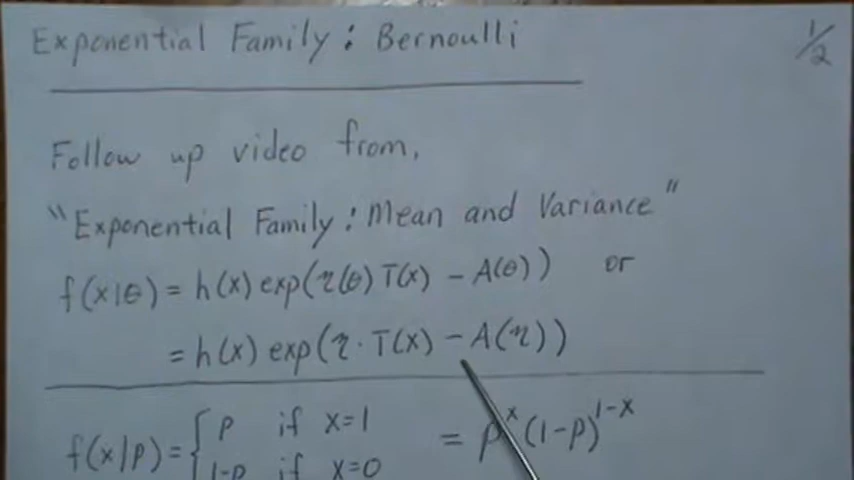 Exponential Family: Bernoulli 1/2
Follow up video from,
"Exponential Family: Mean and Variance"
f(x|θ) = h(x) exp(η(θ) T(x) - A(θ)) or
= h(x) exp(η · T(x) - A(η))
f(x|p) = { p if x=1 = p^x (1-p)^{1-x}
1-p if x=0